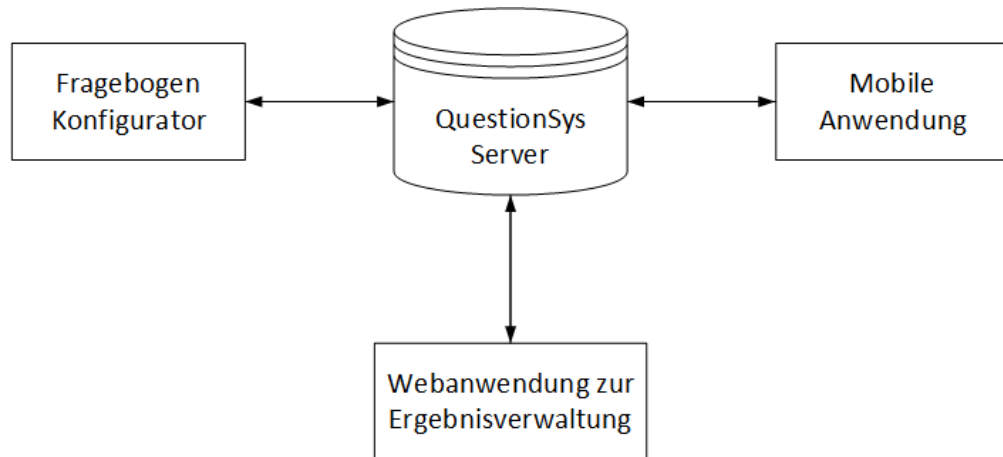 Fragebogen
Konfigurator
QuestionSys
Server
Mobile
Anwendung
Webanwendung zur
Ergebnisverwaltung